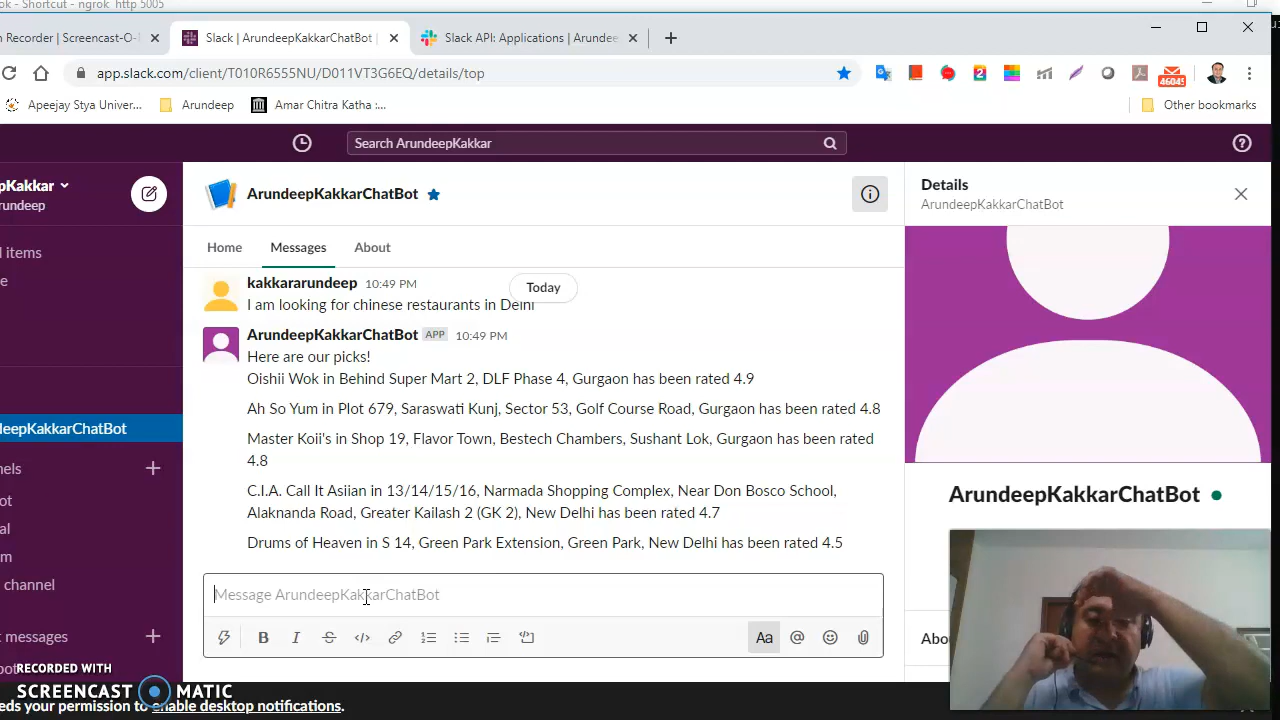 ok - Shortcut - ngrok http 5005
Recorder | Screencast-O-
Slack | ArundeepKakkarChatBot |
Slack API: Applications | Arundee
app.slack.com/client/T010R6555NU/D011VT3G6EQ/details/top
46045
Apeejay Stya Univer...
Arundeep
Amar Chitra Katha :...
Other bookmarks
Search ArundeepKakkar
pKakkar
rundeep
ArundeepKakkarChatBot
Details
ArundeepKakkarChatBot
Home
Messages
About
d items
e
kakkararundeep 10:49 PM
Today
I am looking for chinese restaurants in Delhi
ArundeepKakkarChatBot APP 10:49 PM
Here are our picks!
Oishii Wok in Behind Super Mart 2, DLF Phase 4, Gurgaon has been rated 4.9
Ah So Yum in Plot 679, Saraswati Kunj, Sector 53, Golf Course Road, Gurgaon has been rated 4.8
Master Koii's in Shop 19, Flavor Town, Bestech Chambers, Sushant Lok, Gurgaon has been rated
4.8
C.I.A. Call It Asiian in 13/14/15/16, Narmada Shopping Complex, Near Don Bosco School,
Alaknanda Road, Greater Kailash 2 (GK 2), New Delhi has been rated 4.7
Drums of Heaven in S 14, Green Park Extension, Green Park, New Delhi has been rated 4.5
deepKakkarChatBot
nels
ot
al
m
channel
t messages
bot
Message ArundeepKakkarChatBot
B I S Aa @
ArundeepKakkarChatBot
Abo
RECORDED WITH
SCREENCAST MATIC
eds your permission to enable desktop notifications.